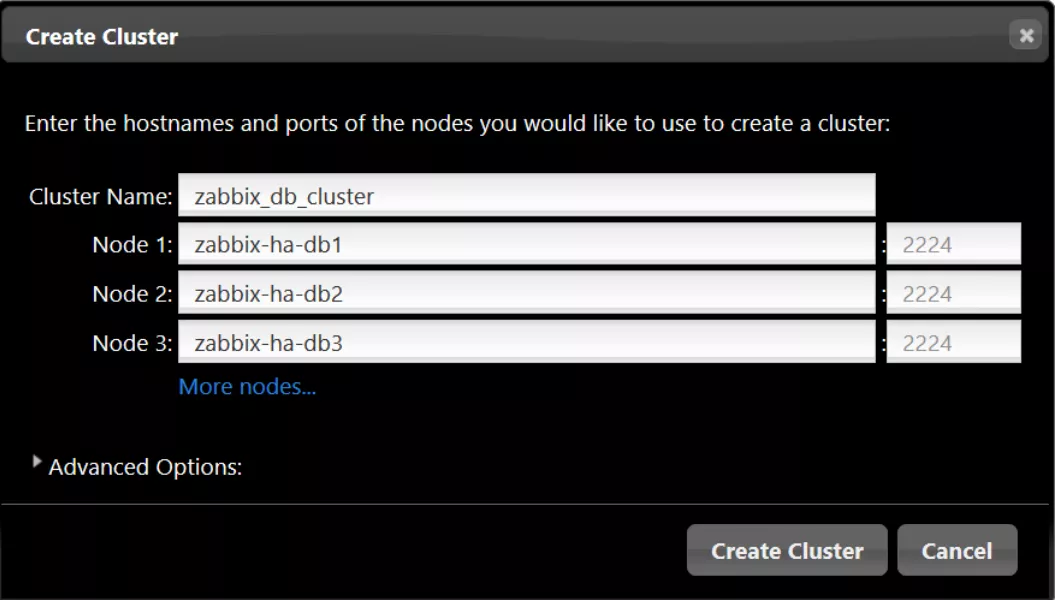 Create Cluster
Enter the hostnames and ports of the nodes you would like to use to create a cluster:
Cluster Name: zabbix_db_cluster
Node 1: zabbix-ha-db1 : 2224
Node 2: zabbix-ha-db2 : 2224
Node 3: zabbix-ha-db3 : 2224
More nodes...
Advanced Options:
Create Cluster Cancel